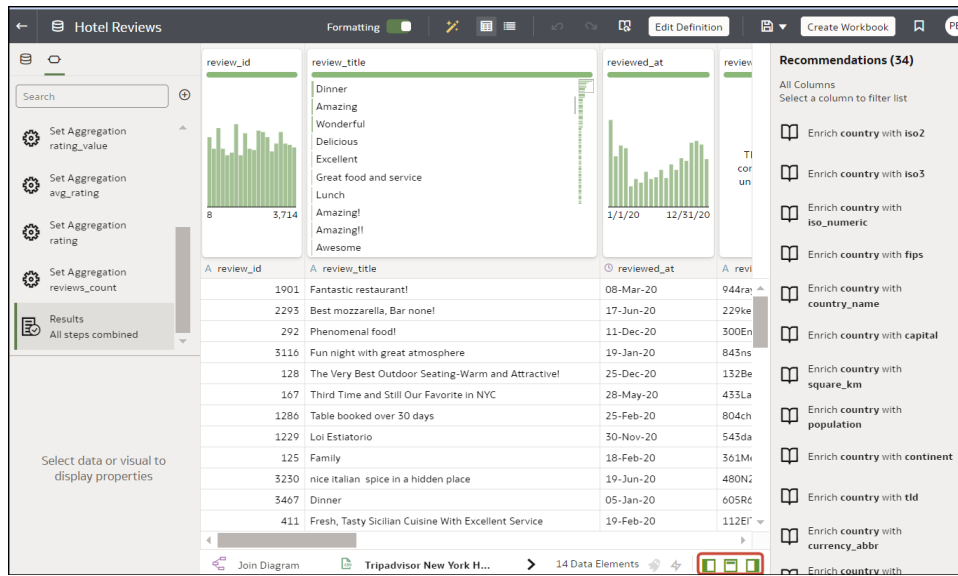 Hotel Reviews
Formatting
Edit Definition
Create Workbook
Search
Set Aggregation
rating_value
Set Aggregation
avg_rating
Set Aggregation
rating
Set Aggregation
reviews_count
Results
All steps combined
Select data or visual to
display properties
review_id
8 3,714
review_title
Dinner
Amazing
Wonderful
Delicious
Excellent
Great food and service
Lunch
Amazing!
Amazing!!
Awesome
reviewed_at
1/1/20 12/31/20
A review_id A review_title reviewed_at
1901 Fantastic restaurant! 08-Mar-20
2293 Best mozzarella, Bar none! 17-Jun-20
292 Phenomenal food! 11-Dec-20
3116 Fun night with great atmosphere 19-Jan-20
128 The Very Best Outdoor Seating-Warm and Attractive! 25-Dec-20
167 Third Time and Still Our Favorite in NYC 28-May-20
1286 Table booked over 30 days 25-Feb-20
1229 Loi Estiatorio 30-Nov-20
125 Family 18-Feb-20
3230 nice italian spice in a hidden place 19-Jun-20
3467 Dinner 05-Jan-20
411 Fresh, Tasty Sicilian Cuisine With Excellent Service 19-Feb-20
Join Diagram
Tripadvisor New York H...
14 Data Elements
Recommendations (34)
All Columns
Select a column to filter list
Enrich country with iso2
Enrich country with iso3
Enrich country with
iso_numeric
Enrich country with fips
Enrich country with
country_name
Enrich country with capital
Enrich country with
square_km
Enrich country with
population
Enrich country with continent
Enrich country with tld
Enrich country with
currency_abbr
Enrich country with